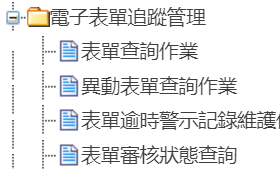 電子表單追蹤管理
表單查詢作業
異動表單查詢作業
表單逾時警示記錄維護
表單審核狀態查詢